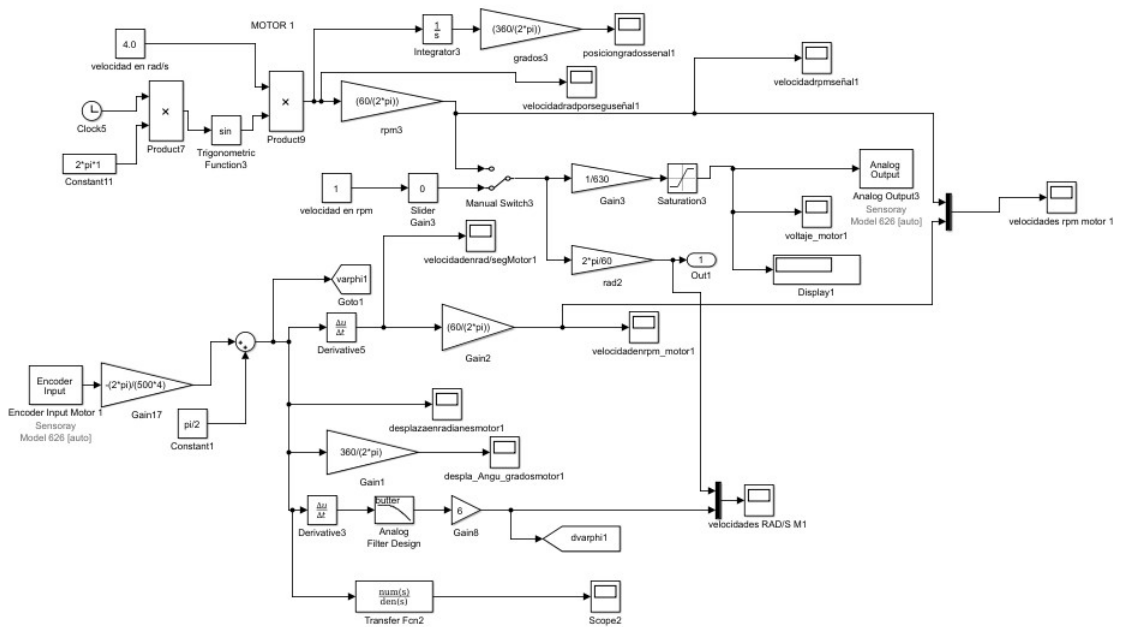 MOTOR 1
4.0
velocidad en rad/s
Clock5
2*pi*1
Constant11
×
Product7
sin
Trigonometric
Function3
×
Product9
1
s
Integrator3
(360/(2*pi))
grados3
posiciongradossenal1
velocidadradporseguseñal1
velocidadrpmseñal1
(60/(2*pi))
rpm3
1
velocidad en rpm
0
Slider
Gain3
Manual Switch3
1/630
Gain3
Saturation3
Analog
Output
Analog Output3
Sensoray
Model 626 [auto]
voltaje_motor1
Display1
velocidades rpm motor 1
2*pi/60
rad2
1
Out1
velocidadenrad/segMotor1
varphi1
Goto1
Δu
Δt
Derivative5
(60/(2*pi))
Gain2
velocidadenrpm_motor1
Encoder
Input
Encoder Input Motor 1
Sensoray
Model 626 [auto]
-(2*pi)/(500*4)
Gain17
pi/2
Constant1
desplazaenradianesmotor1
360/(2*pi)
Gain1
despla_Angu_gradosmotor1
Δu
Δt
Derivative3
butter
Analog
Filter Design
6
Gain8
dvarphi1
velocidades RAD/S M1
num(s)
den(s)
Transfer Fcn2
Scope2